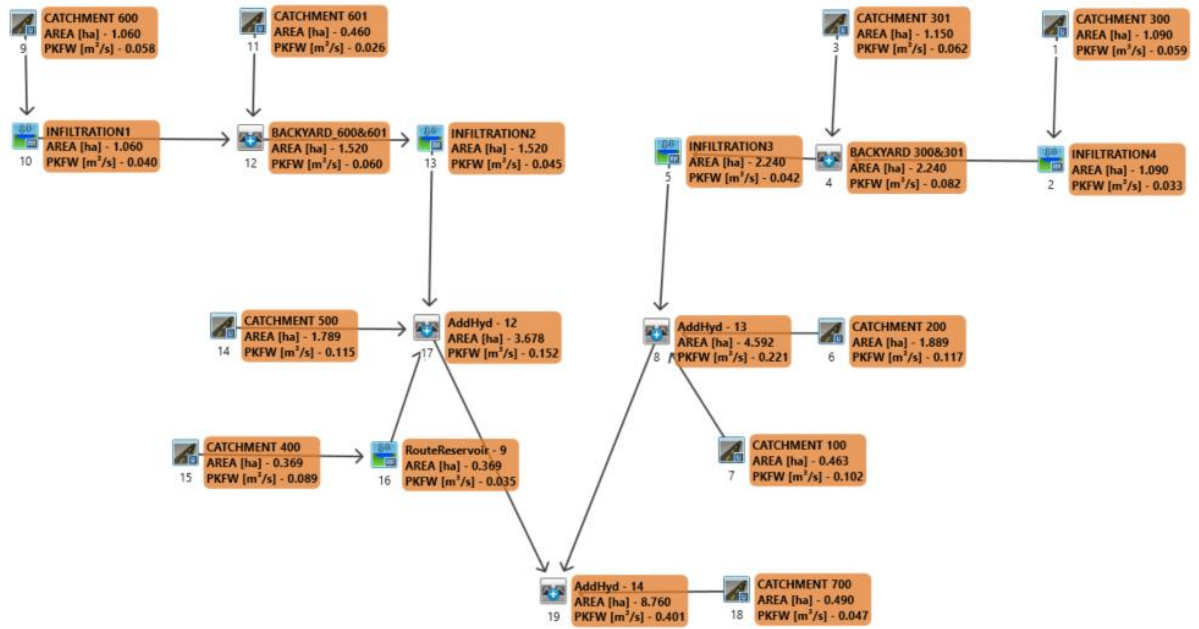 CATCHMENT 600
AREA [ha] - 1.060
PKFW [m³/s] - 0.058
9
CATCHMENT 601
AREA [ha] - 0.460
PKFW [m³/s] - 0.026
11
CATCHMENT 301
AREA [ha] - 1.150
PKFW [m³/s] - 0.062
3
CATCHMENT 300
AREA [ha] - 1.090
PKFW [m³/s] - 0.059
1
INFILTRATION1
AREA [ha] - 1.060
PKFW [m³/s] - 0.040
10
BACKYARD_600&601
AREA [ha] - 1.520
PKFW [m³/s] - 0.060
12
INFILTRATION2
AREA [ha] - 1.520
PKFW [m³/s] - 0.045
13
INFILTRATION3
AREA [ha] - 2.240
PKFW [m³/s] - 0.042
5
BACKYARD 300&301
AREA [ha] - 2.240
PKFW [m³/s] - 0.082
4
INFILTRATION4
AREA [ha] - 1.090
PKFW [m³/s] - 0.033
2
CATCHMENT 500
AREA [ha] - 1.789
PKFW [m³/s] - 0.115
14
AddHyd - 12
AREA [ha] - 3.678
PKFW [m³/s] - 0.152
17
AddHyd - 13
AREA [ha] - 4.592
PKFW [m³/s] - 0.221
8
CATCHMENT 200
AREA [ha] - 1.889
PKFW [m³/s] - 0.117
6
CATCHMENT 400
AREA [ha] - 0.369
PKFW [m³/s] - 0.089
15
RouteReservoir - 9
AREA [ha] - 0.369
PKFW [m³/s] - 0.035
16
CATCHMENT 100
AREA [ha] - 0.463
PKFW [m³/s] - 0.102
7
AddHyd - 14
AREA [ha] - 8.760
PKFW [m³/s] - 0.401
19
CATCHMENT 700
AREA [ha] - 0.490
PKFW [m³/s] - 0.047
18